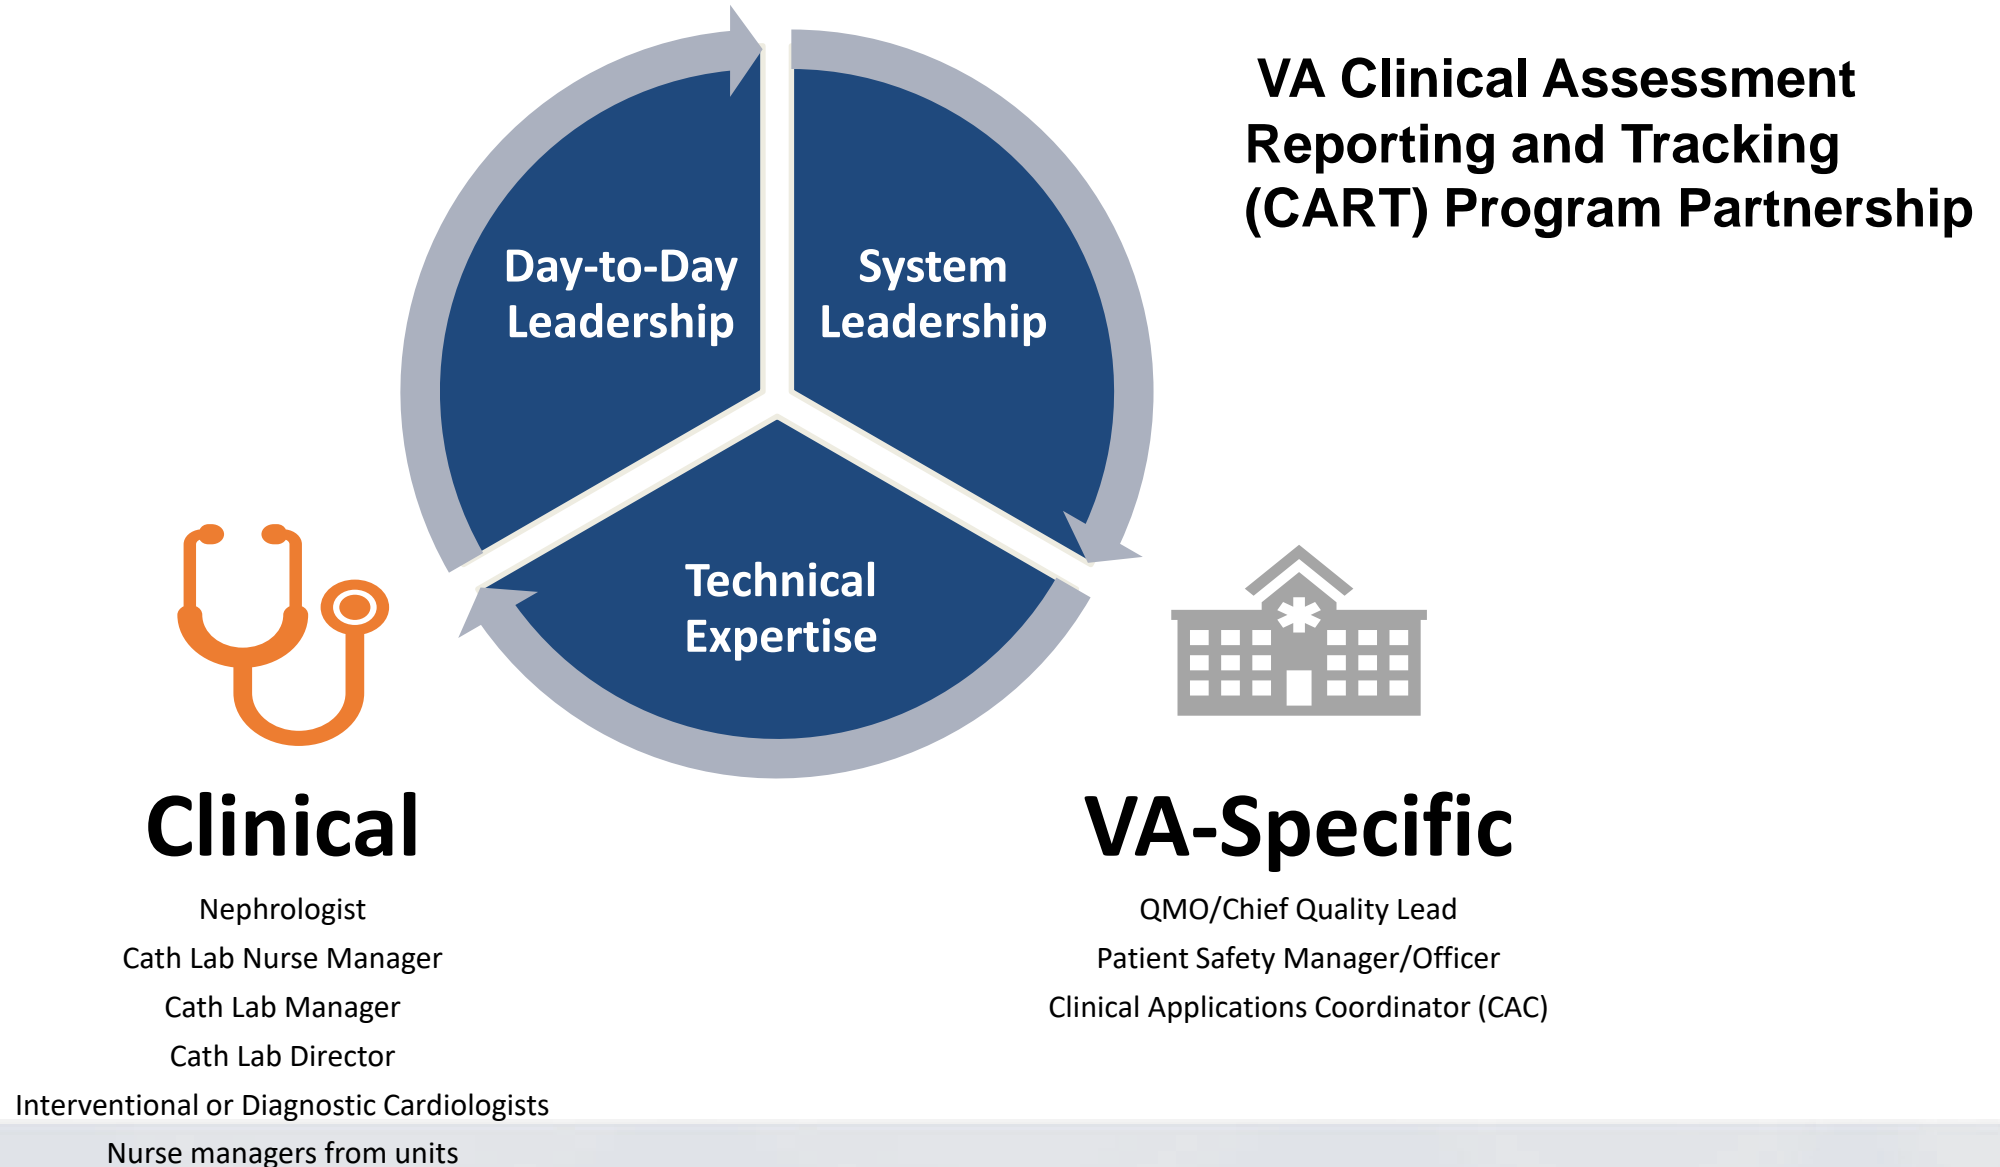 VA Clinical Assessment
Reporting and Tracking
(CART) Program Partnership
Day-to-Day
Leadership
System
Leadership
Technical
Expertise
Clinical
Nephrologist
Cath Lab Nurse Manager
Cath Lab Manager
Cath Lab Director
Interventional or Diagnostic Cardiologists
Nurse managers from units
VA-Specific
QMO/Chief Quality Lead
Patient Safety Manager/Officer
Clinical Applications Coordinator (CAC)